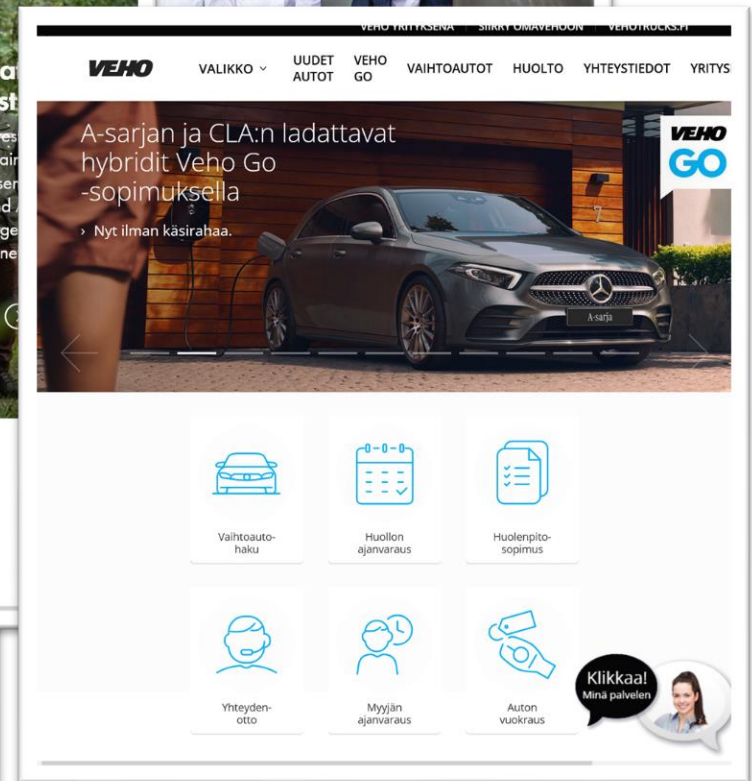 VEHO YRITYKSENÄ SIIRRY OMAVEHOON VEHOTRUCKS.FI
VEHO
VALIKKO
UUDET AUTOT
VEHO GO
VAIHTOAUTOT
HUOLTO
YHTEYSTIEDOT
YRITYS
A-sarjan ja CLA:n ladattavat
hybridit Veho Go
-sopimuksella
› Nyt ilman käsirahaa.
VEHO
GO
7
A-sarja
Vaihtoauto-
haku
Huollon
ajanvaraus
Huolenpito-
sopimus
Yhteyden-
otto
Myyjän
ajanvaraus
Auton
vuokraus
Klikkaa!
Minä palvelen